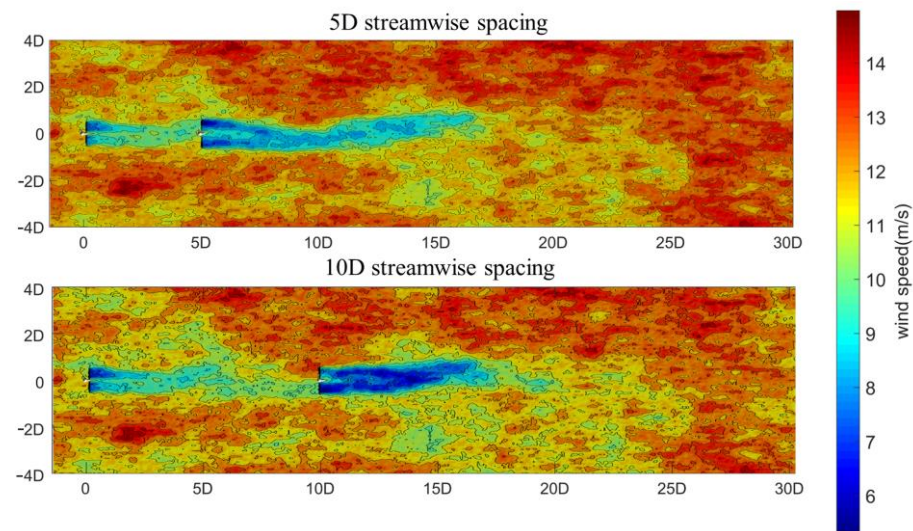 5D streamwise spacing
4D
2D
0
-2D
-4D
0 5D 10D 15D 20D 25D 30D
10D streamwise spacing
4D
2D
0
-2D
-4D
0 5D 10D 15D 20D 25D 30D
14
13
12
11
10
9
8
7
6
wind speed(m/s)